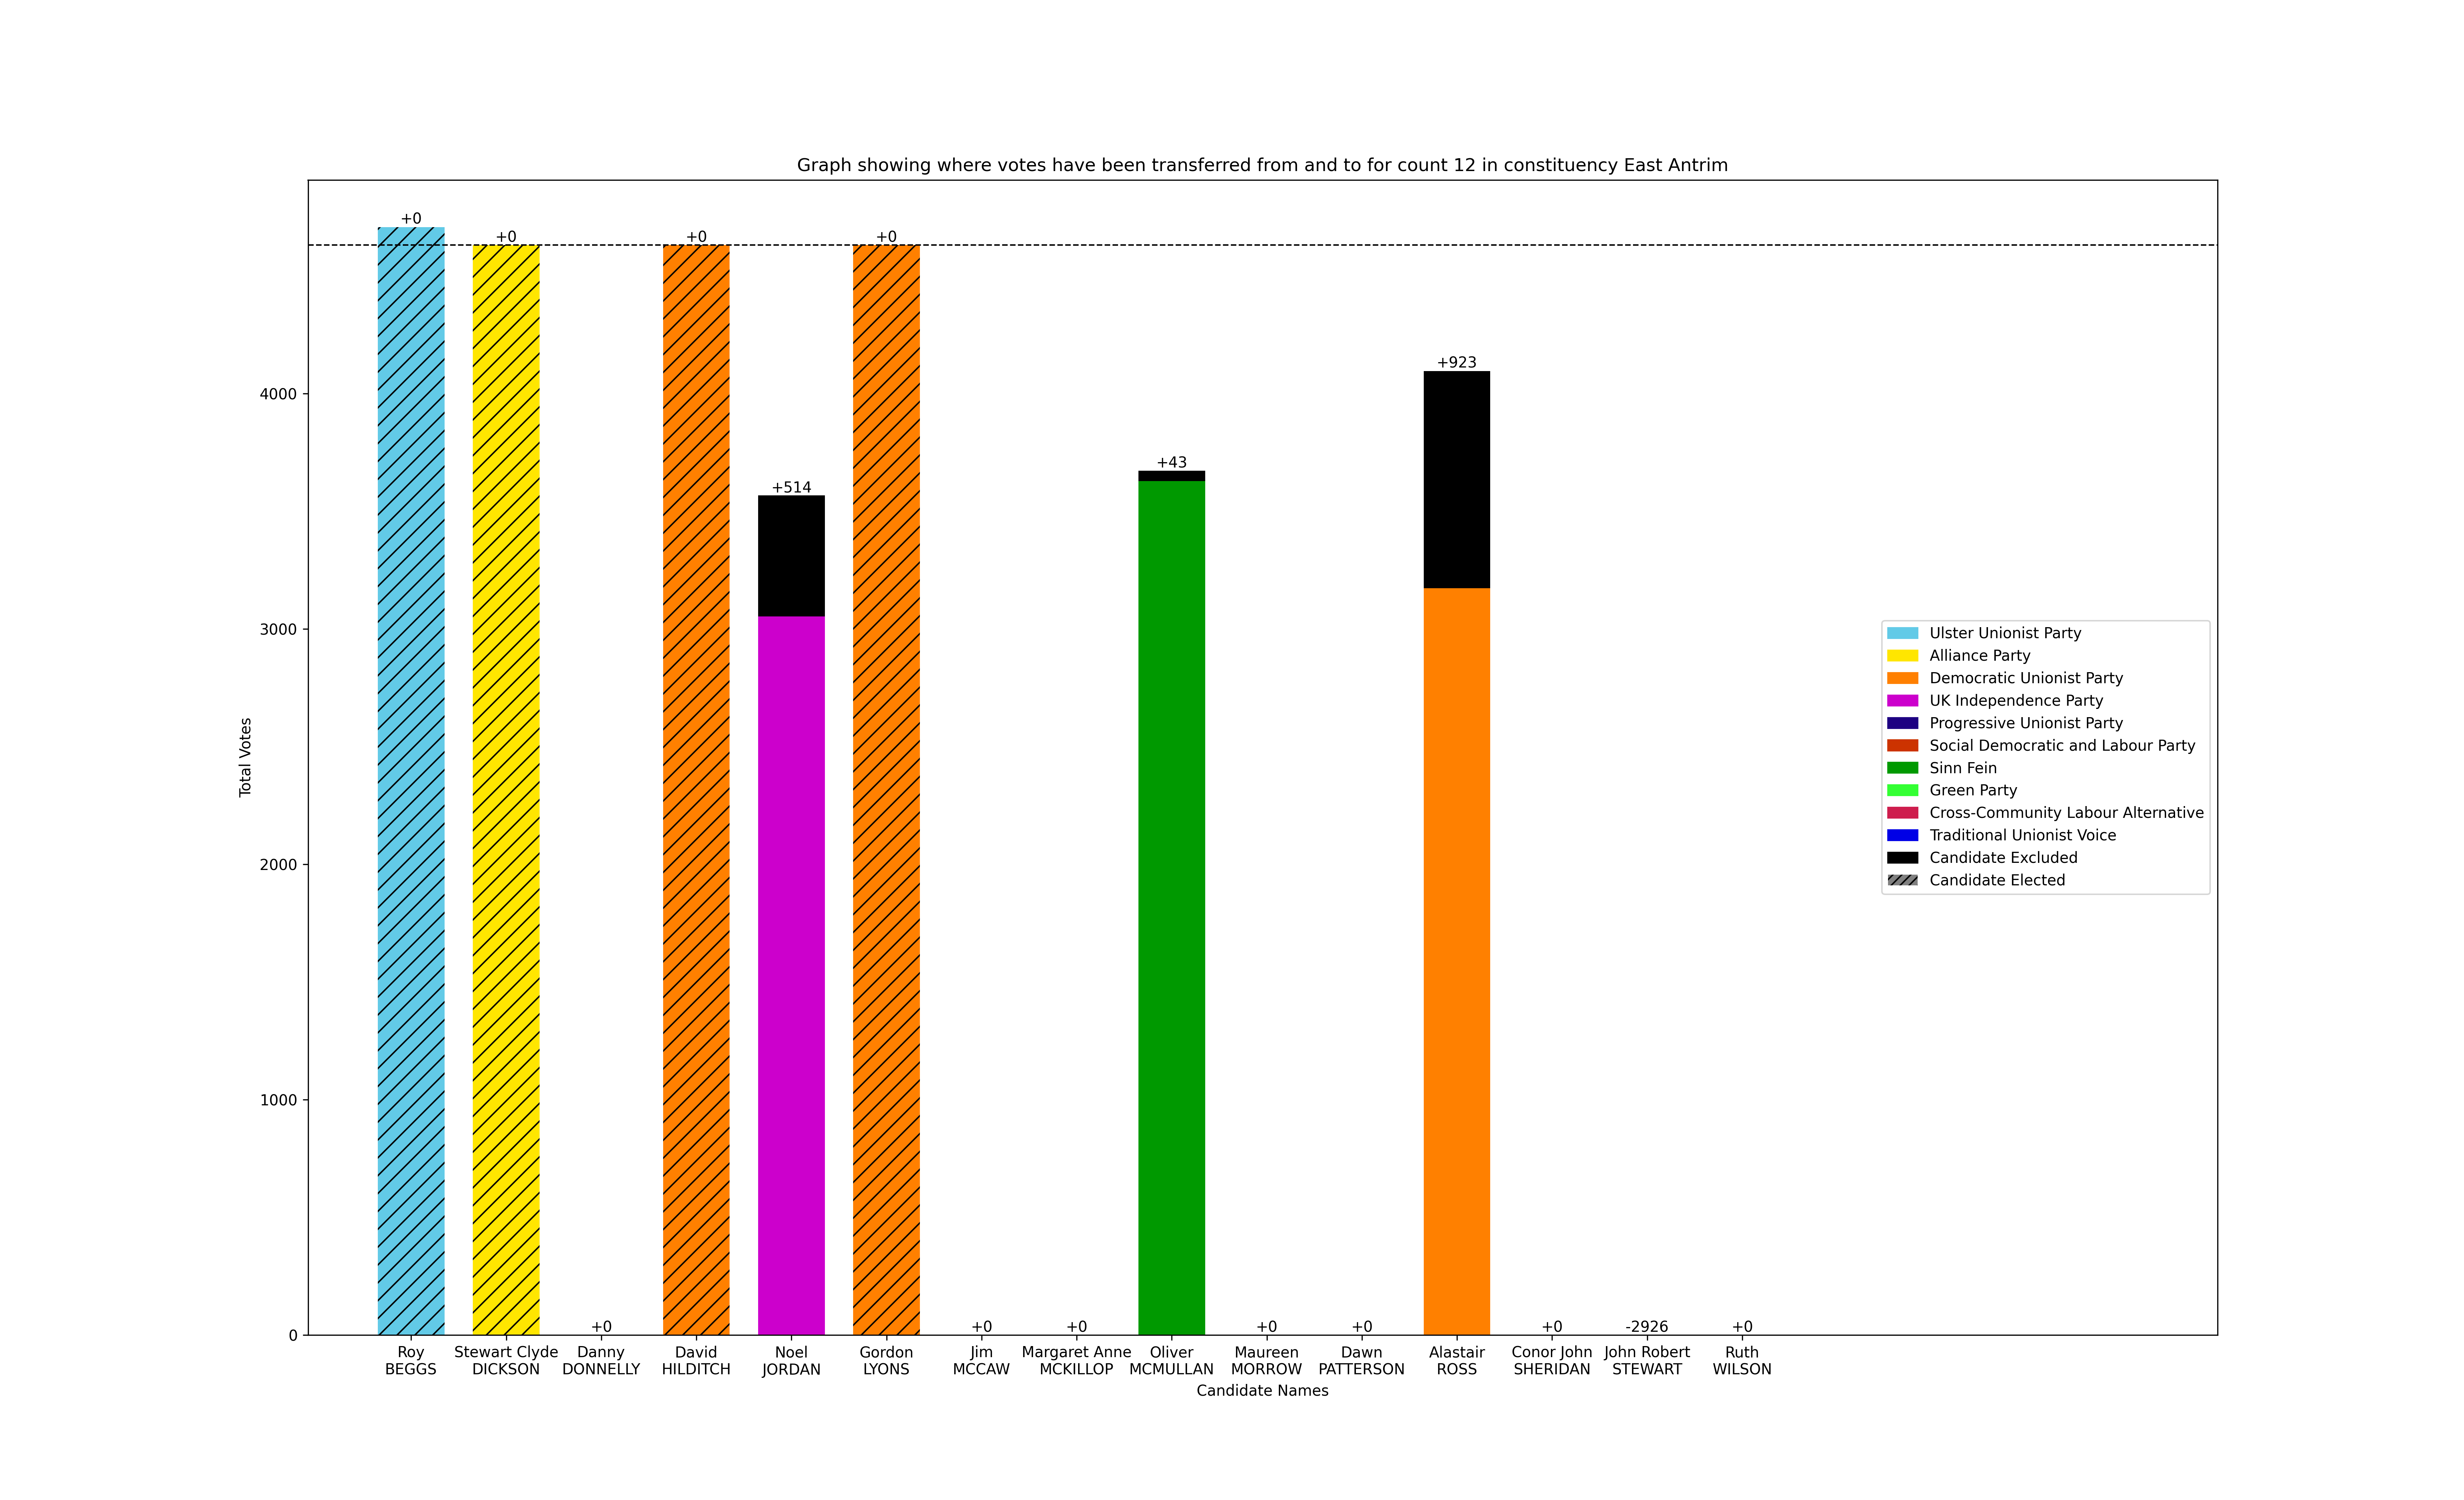 Graph showing where votes have been transferred from and to for count 12 in constituency East Antrim
Total Votes
4000
3000
2000
1000
0
+0
+0
+0
+0
+514
+0
+0
+0
+43
+0
+0
+923
+0
-2926
+0
Roy
BEGGS
Stewart Clyde
DICKSON
Danny
DONNELLY
David
HILDITCH
Noel
JORDAN
Gordon
LYONS
Jim
MCCAW
Margaret Anne
MCKILLOP
Oliver
MCMULLAN
Maureen
MORROW
Dawn
PATTERSON
Alastair
ROSS
Conor John
SHERIDAN
John Robert
STEWART
Ruth
WILSON
Candidate Names
Ulster Unionist Party
Alliance Party
Democratic Unionist Party
UK Independence Party
Progressive Unionist Party
Social Democratic and Labour Party
Sinn Fein
Green Party
Cross-Community Labour Alternative
Traditional Unionist Voice
Candidate Excluded
Candidate Elected